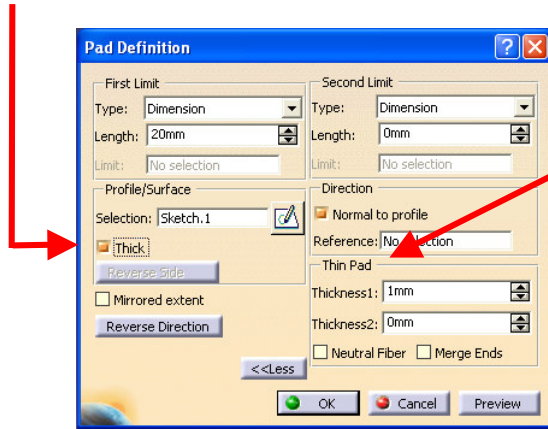 Pad Definition
First Limit
Type: Dimension
Length: 20mm
Limit: No selection
Profile/Surface
Selection: Sketch.1
Thick
Reverse Side
Mirrored extent
Reverse Direction
<<Less
Second Limit
Type: Dimension
Length: 0mm
Limit: No selection
Direction
Normal to profile
Reference: No selection
Thin Pad
Thickness1: 1mm
Thickness2: 0mm
Neutral Fiber Merge Ends
OK Cancel Preview